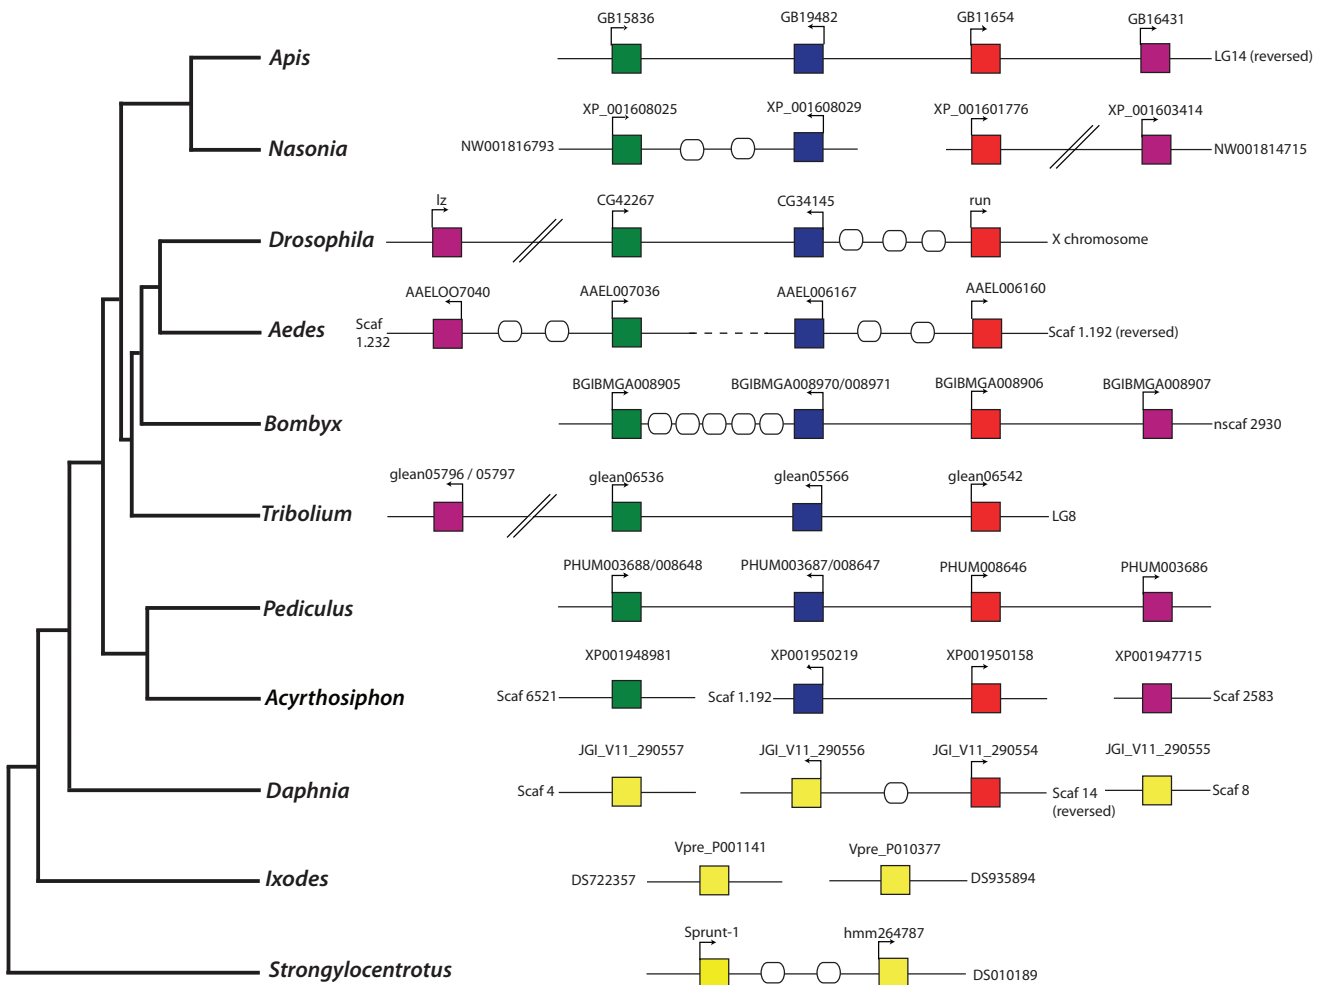 GB15836 GB19482 GB11654 GB16431
Apis LG14 (reversed)
XP_001608025 XP_001608029 XP_001601776 XP_001603414
Nasonia NW001816793 NW001814715
lz CG42267 CG34145 run
Drosophila X chromosome
AAELOO7040 AAEL007036 AAEL006167 AAEL006160
Aedes Scaf 1.232 Scaf 1.192 (reversed)
BGIBMGA008905 BGIBMGA008970/008971 BGIBMGA008906 BGIBMGA008907
Bombyx nscaf 2930
glean05796 / 05797 glean06536 glean05566 glean06542
Tribolium LG8
PHUM003688/008648 PHUM003687/008647 PHUM008646 PHUM003686
Pediculus
XP001948981 XP001950219 XP001950158 XP001947715
Acyrthosiphon Scaf 6521 Scaf 1.192 Scaf 2583
JGI_V11_290557 JGI_V11_290556 JGI_V11_290554 JGI_V11_290555
Daphnia Scaf 4 Scaf 14 (reversed) Scaf 8
Vpre_P001141 Vpre_P010377
Ixodes DS722357 DS935894
Sprunt-1 hmm264787
Strongylocentrotus DS010189